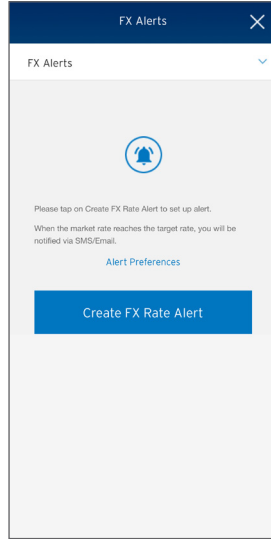 FX Alerts
FX Alerts
Please tap on Create FX Rate Alert to set up alert.
When the market rate reaches the target rate, you will be
notified via SMS/Email.
Alert Preferences
Create FX Rate Alert